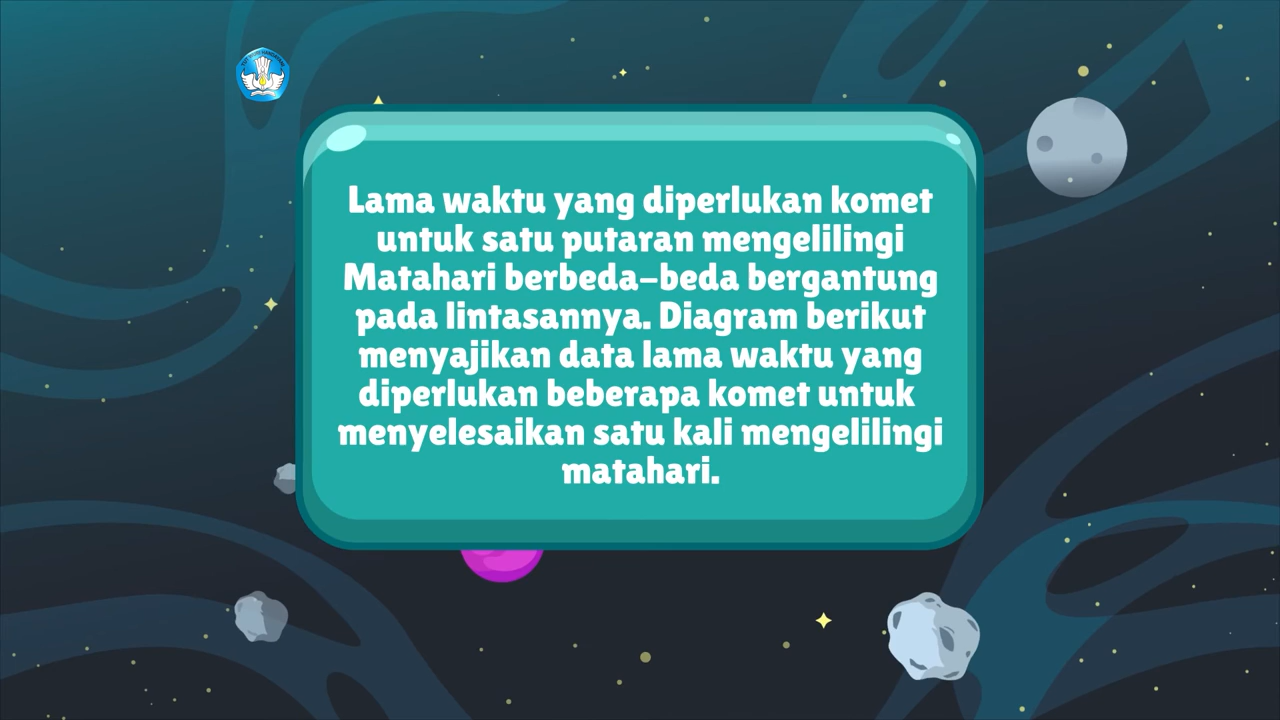 Lama waktu yang diperlukan komet
untuk satu putaran mengelilingi
Matahari berbeda-beda bergantung
pada lintasannya. Diagram berikut
menyajikan data lama waktu yang
diperlukan beberapa komet untuk
menyelesaikan satu kali mengelilingi
matahari.